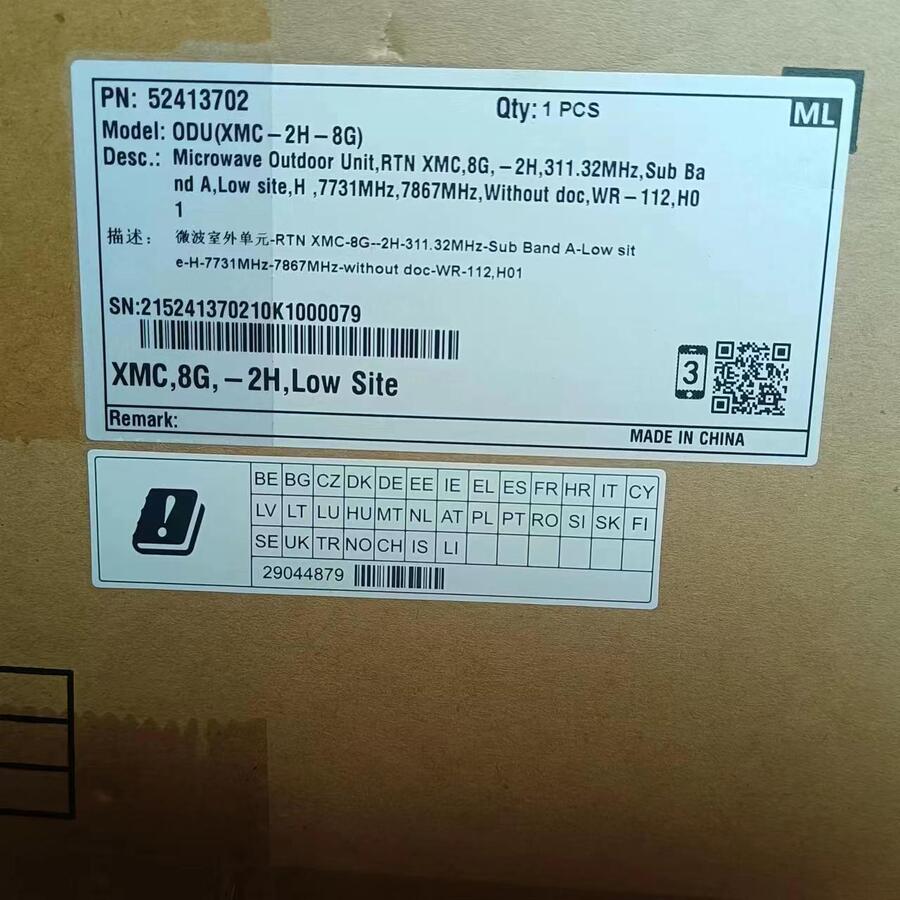 PN: 52413702
Qty: 1 PCS
ML
Model: ODU(XMC-2H-8G)
Desc.: Microwave Outdoor Unit,RTN XMC,8G, -2H,311.32MHz,Sub Ba
nd A,Low site,H ,7731MHz,7867MHz,Without doc,WR-112,H0
1
描述: 微波室外单元-RTN XMC-8G--2H-311.32MHz-Sub Band A-Low sit
e-H-7731MHz-7867MHz-without doc-WR-112,H01
SN:215241370210K1000079
XMC,8G, -2H,Low Site
3
Remark:
MADE IN CHINA
BE BG CZ DK DE EE IE EL ES FR HR IT CY
LV LT LU HU MT NL AT PL PT RO SI SK FI
SE UK TR NO CH IS LI
29044879